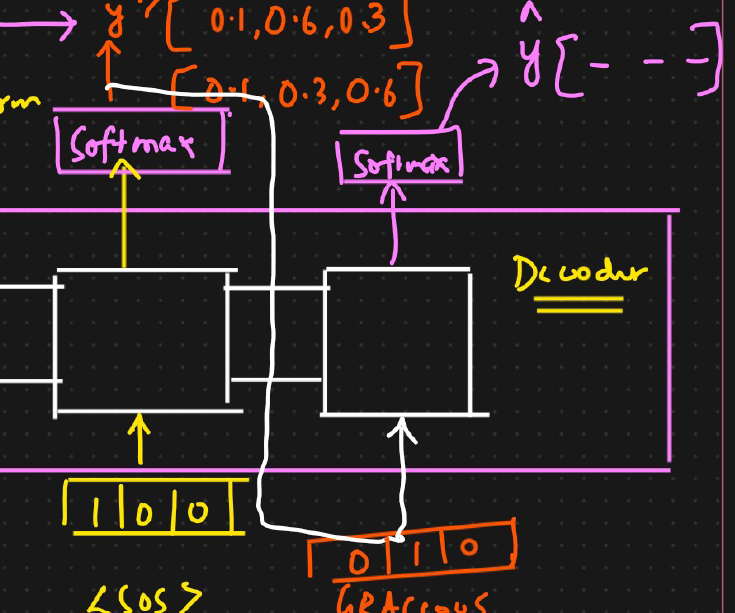 y [ 0.1, 0.6, 0.3 ]
[ 0.1, 0.3, 0.6 ]
ŷ [ - - - ]
Softmax
Softmax
Decoder
1 0 0
0 1 0
<SOS>
GRACIOUS